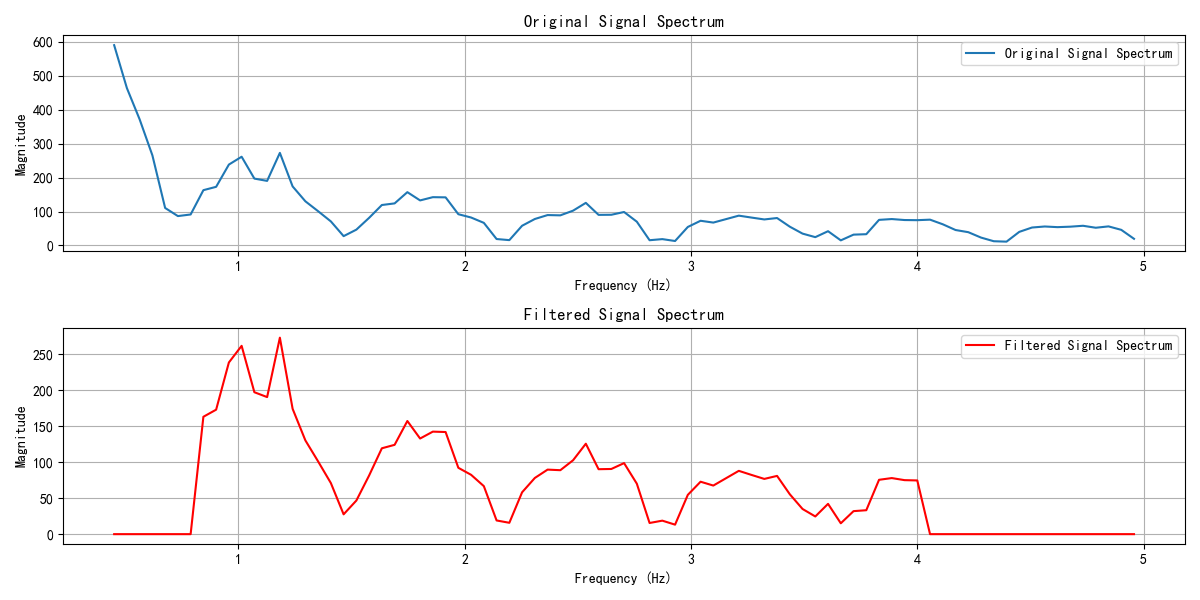 Original Signal Spectrum
Original Signal Spectrum
Magnitude
600
500
400
300
200
100
0
1
2
3
4
5
Frequency (Hz)
Filtered Signal Spectrum
Filtered Signal Spectrum
Magnitude
250
200
150
100
50
0
1
2
3
4
5
Frequency (Hz)